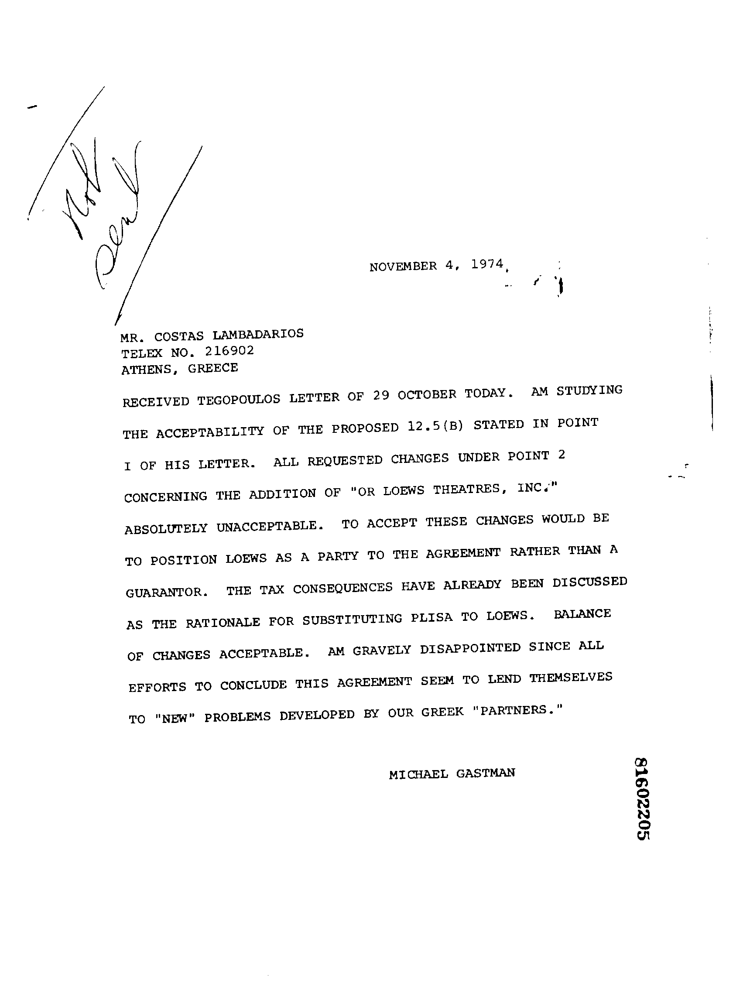 Not
sent
NOVEMBER 4, 1974
MR. COSTAS LAMBADARIOS
TELEX NO. 216902
ATHENS, GREECE
RECEIVED TEGOPOULOS LETTER OF 29 OCTOBER TODAY. AM STUDYING
THE ACCEPTABILITY OF THE PROPOSED 12.5(B) STATED IN POINT
I OF HIS LETTER. ALL REQUESTED CHANGES UNDER POINT 2
CONCERNING THE ADDITION OF "OR LOEWS THEATRES, INC."
ABSOLUTELY UNACCEPTABLE. TO ACCEPT THESE CHANGES WOULD BE
TO POSITION LOEWS AS A PARTY TO THE AGREEMENT RATHER THAN A
GUARANTOR. THE TAX CONSEQUENCES HAVE ALREADY BEEN DISCUSSED
AS THE RATIONALE FOR SUBSTITUTING PLISA TO LOEWS. BALANCE
OF CHANGES ACCEPTABLE. AM GRAVELY DISAPPOINTED SINCE ALL
EFFORTS TO CONCLUDE THIS AGREEMENT SEEM TO LEND THEMSELVES
TO "NEW" PROBLEMS DEVELOPED BY OUR GREEK "PARTNERS."
MICHAEL GASTMAN
81602205